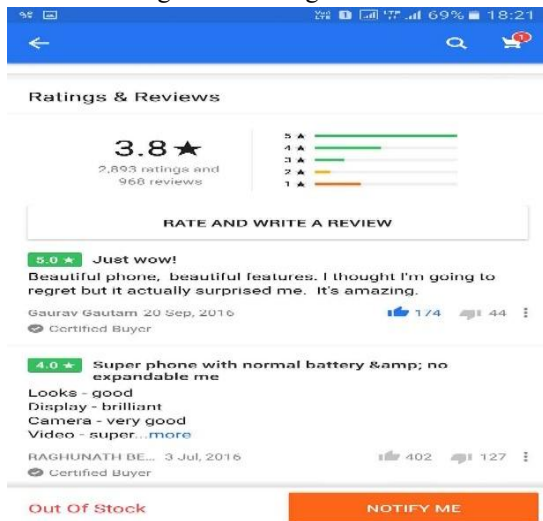 69% 18:21
1
Ratings & Reviews
3.8 ★
2,893 ratings and
968 reviews
5 ★
4 ★
3 ★
2 ★
1 ★
RATE AND WRITE A REVIEW
5.0 ★ Just wow!
Beautiful phone, beautiful features. I thought I'm going to
regret but it actually surprised me. It's amazing.
Gaurav Gautam 20 Sep, 2016 174 44
Certified Buyer
4.0 ★ Super phone with normal battery &amp; no
expandable me
Looks - good
Display - brilliant
Camera - very good
Video - super...more
RAGHUNATH BE... 3 Jul, 2016 402 127
Certified Buyer
Out Of Stock NOTIFY ME